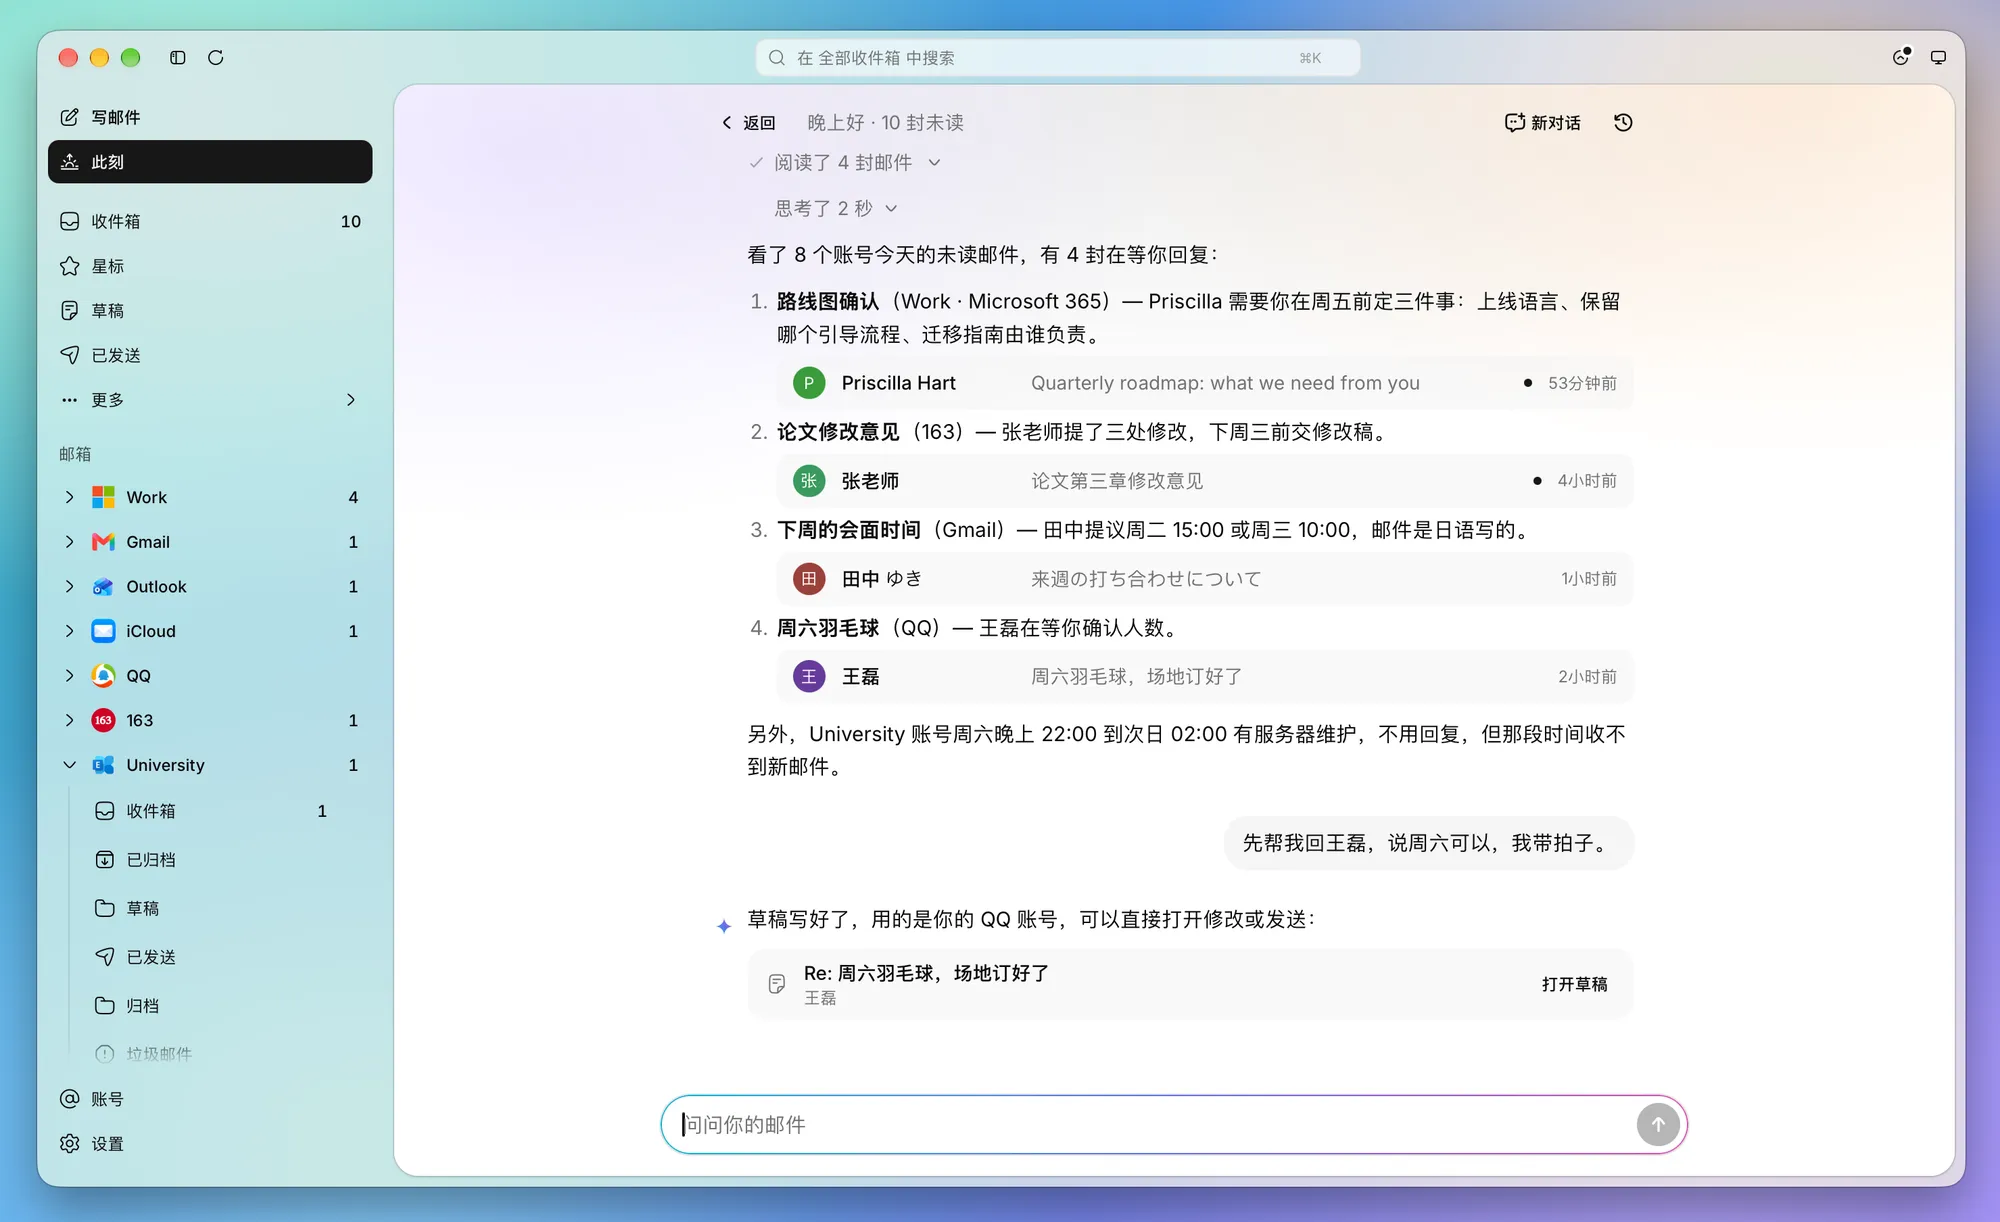 在 全部收件箱 中搜索
⌘K
写邮件
此刻
收件箱 10
星标
草稿
已发送
更多
邮箱
Work 4
Gmail 1
Outlook 1
iCloud 1
QQ
163 163 1
University 1
收件箱 1
已归档
草稿
已发送
归档
垃圾邮件
账号
设置
返回 晚上好 · 10 封未读
新对话
阅读了 4 封邮件
思考了 2 秒
看了 8 个账号今天的未读邮件，有 4 封在等你回复：
1. 路线图确认（Work · Microsoft 365）— Priscilla 需要你在周五前定三件事：上线语言、保留
哪个引导流程、迁移指南由谁负责。
P Priscilla Hart Quarterly roadmap: what we need from you 53分钟前
2. 论文修改意见（163）— 张老师提了三处修改，下周三前交修改稿。
张 张老师 论文第三章修改意见 4小时前
3. 下周的会面时间（Gmail）— 田中提议周二 15:00 或周三 10:00，邮件是日语写的。
田 田中 ゆき 来週の打ち合わせについて 1小时前
4. 周六羽毛球（QQ）— 王磊在等你确认人数。
王 王磊 周六羽毛球，场地订好了 2小时前
另外，University 账号周六晚上 22:00 到次日 02:00 有服务器维护，不用回复，但那段时间收不
到新邮件。
先帮我回王磊，说周六可以，我带拍子。
草稿写好了，用的是你的 QQ 账号，可以直接打开修改或发送：
Re: 周六羽毛球，场地订好了
王磊
打开草稿
问问你的邮件